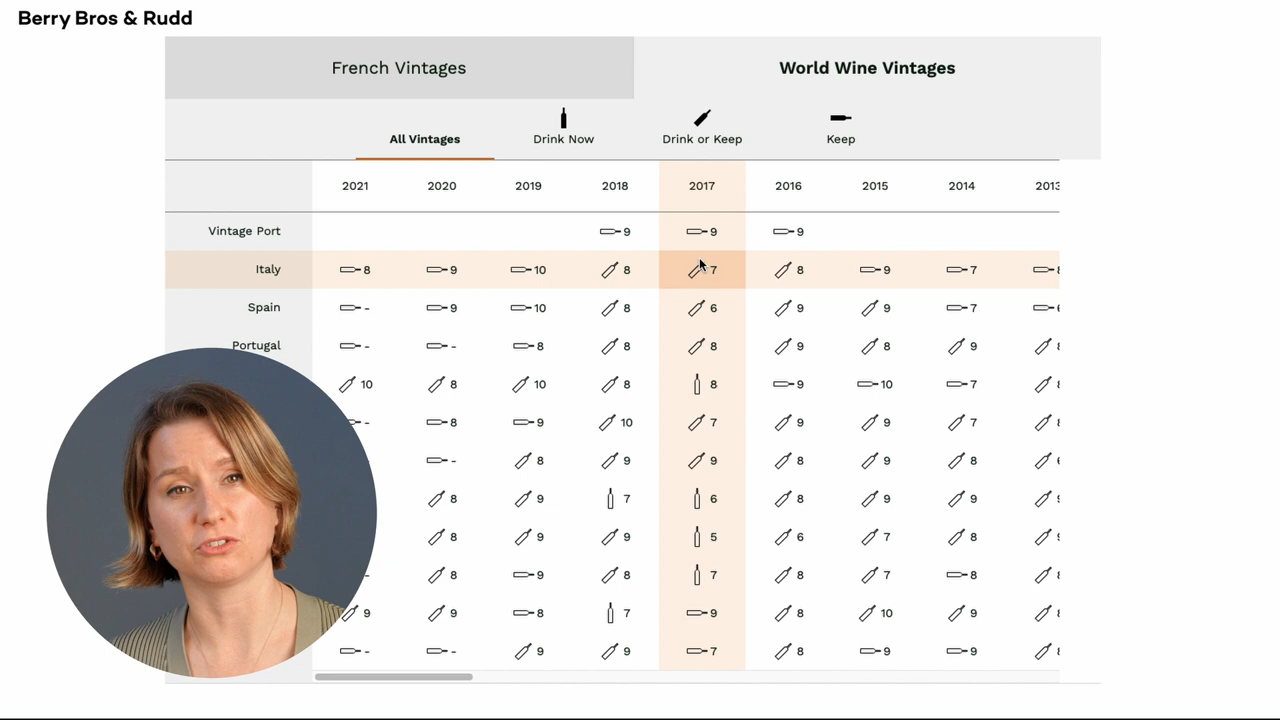 Berry Bros & Rudd
French Vintages World Wine Vintages
All Vintages Drink Now Drink or Keep Keep
2021 2020 2019 2018 2017 2016 2015 2014 2013
Vintage Port 9 9 9
Italy 8 9 10 8 7 8 9 7
Spain - 9 10 8 6 9 9 7
Portugal - - 8 8 8 9 8 9
10 8 10 8 8 9 10 7
- 8 9 10 7 9 9 7
- 8 9 9 8 9 8
8 9 7 6 8 9 9
8 9 9 5 6 7 8
- 8 9 8 7 8 7 8
9 9 8 7 9 8 10 9
- - 9 9 7 8 9 9